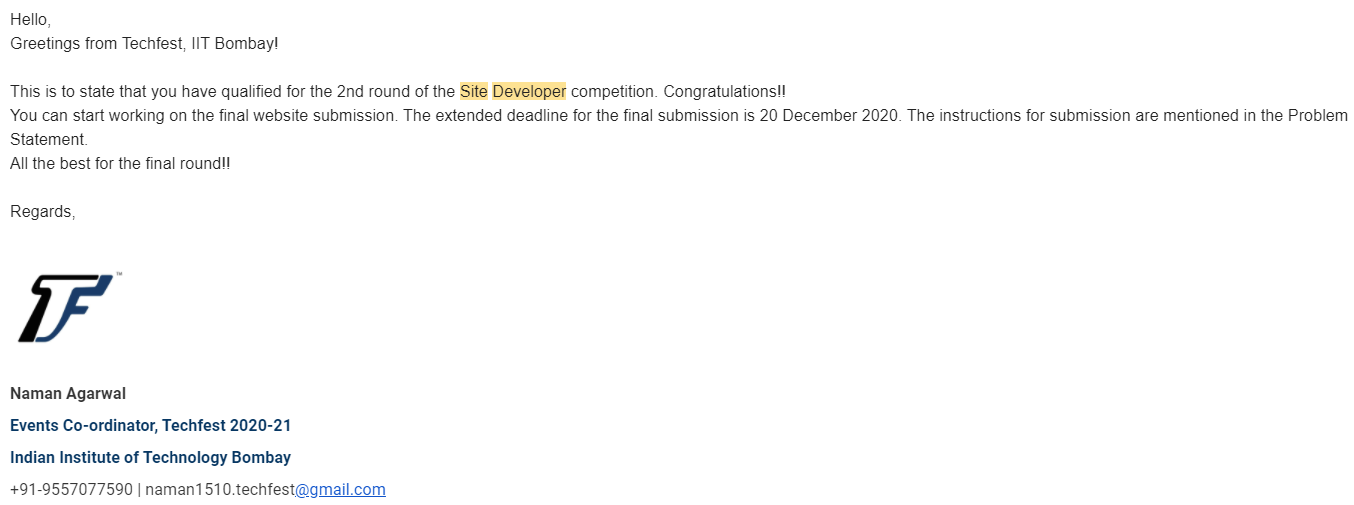 Hello,
Greetings from Techfest, IIT Bombay!
This is to state that you have qualified for the 2nd round of the Site Developer competition. Congratulations!!
You can start working on the final website submission. The extended deadline for the final submission is 20 December 2020. The instructions for submission are mentioned in the Problem
Statement.
All the best for the final round!!
Regards,
TF™
Naman Agarwal
Events Co-ordinator, Techfest 2020-21
Indian Institute of Technology Bombay
+91-9557077590 | naman1510.techfest@gmail.com